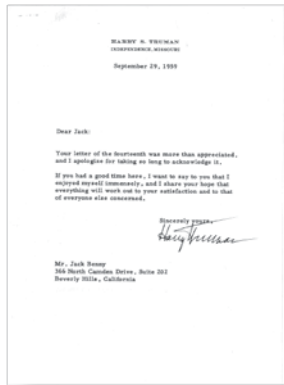 HARRY S. TRUMAN
INDEPENDENCE, MISSOURI
September 29, 1959
Dear Jack:
Your letter of the fourteenth was more than appreciated,
and I apologize for taking so long to acknowledge it.
If you had a good time here, I want to say to you that I
enjoyed myself immensely, and I share your hope that
everything will work out to your satisfaction and to that
of everyone else concerned.
Sincerely yours,
Harry Truman
Mr. Jack Benny
366 North Camden Drive, Suite 202
Beverly Hills, California